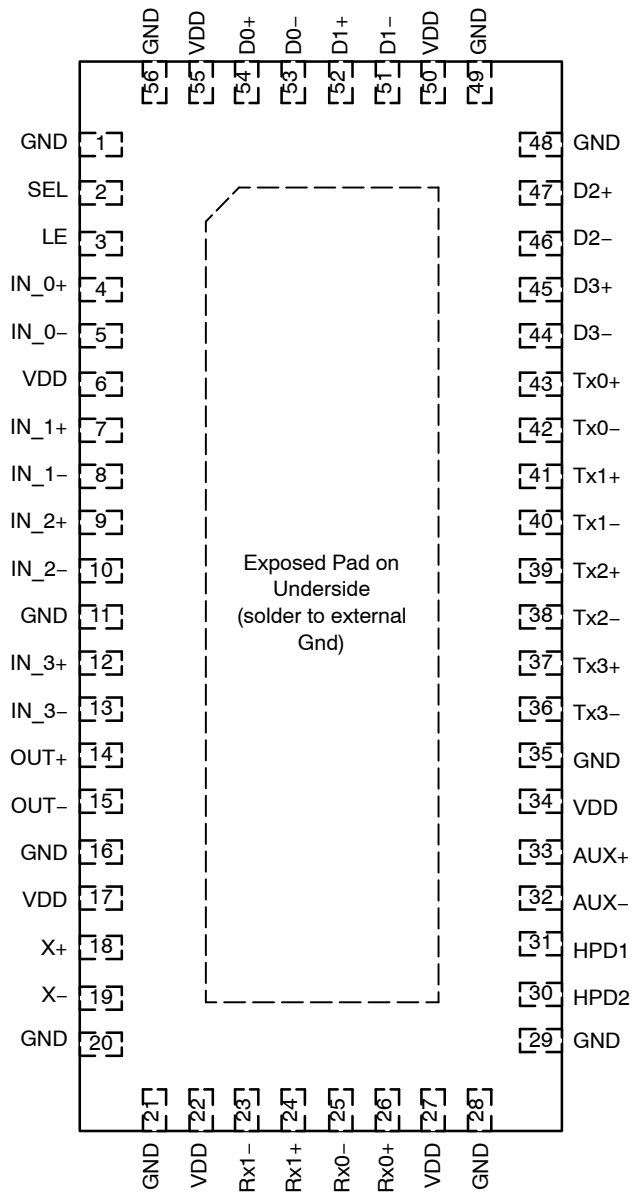 GND VDD D0+ D0− D1+ D1− VDD GND
56 55 54 53 52 51 50 49
GND 1 48 GND
SEL 2 47 D2+
LE 3 46 D2−
IN_0+ 4 45 D3+
IN_0− 5 44 D3−
VDD 6 43 Tx0+
IN_1+ 7 42 Tx0−
IN_1− 8 41 Tx1+
IN_2+ 9 40 Tx1−
IN_2− 10 39 Tx2+
GND 11 38 Tx2−
IN_3+ 12 37 Tx3+
IN_3− 13 36 Tx3−
OUT+ 14 35 GND
OUT− 15 34 VDD
GND 16 33 AUX+
VDD 17 32 AUX−
X+ 18 31 HPD1
X− 19 30 HPD2
GND 20 29 GND
Exposed Pad on
Underside
(solder to external
Gnd)
21 22 23 24 25 26 27 28
GND VDD Rx1− Rx1+ Rx0− Rx0+ VDD GND